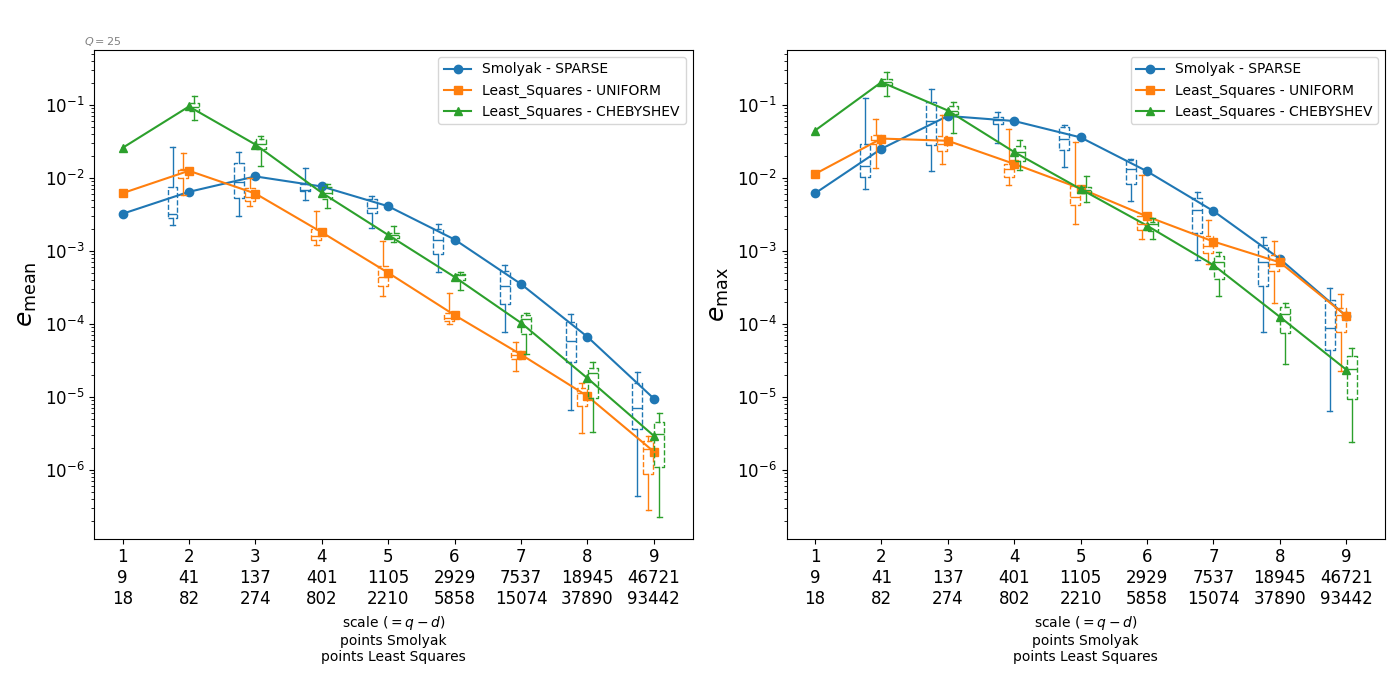 Q = 25
Smolyak - SPARSE
Least_Squares - UNIFORM
Least_Squares - CHEBYSHEV
10⁻¹
10⁻²
10⁻³
10⁻⁴
10⁻⁵
10⁻⁶
e_mean
1 2 3 4 5 6 7 8 9
9 41 137 401 1105 2929 7537 18945 46721
18 82 274 802 2210 5858 15074 37890 93442
scale (= q − d)
points Smolyak
points Least Squares
Smolyak - SPARSE
Least_Squares - UNIFORM
Least_Squares - CHEBYSHEV
10⁻¹
10⁻²
10⁻³
10⁻⁴
10⁻⁵
10⁻⁶
e_max
1 2 3 4 5 6 7 8 9
9 41 137 401 1105 2929 7537 18945 46721
18 82 274 802 2210 5858 15074 37890 93442
scale (= q − d)
points Smolyak
points Least Squares